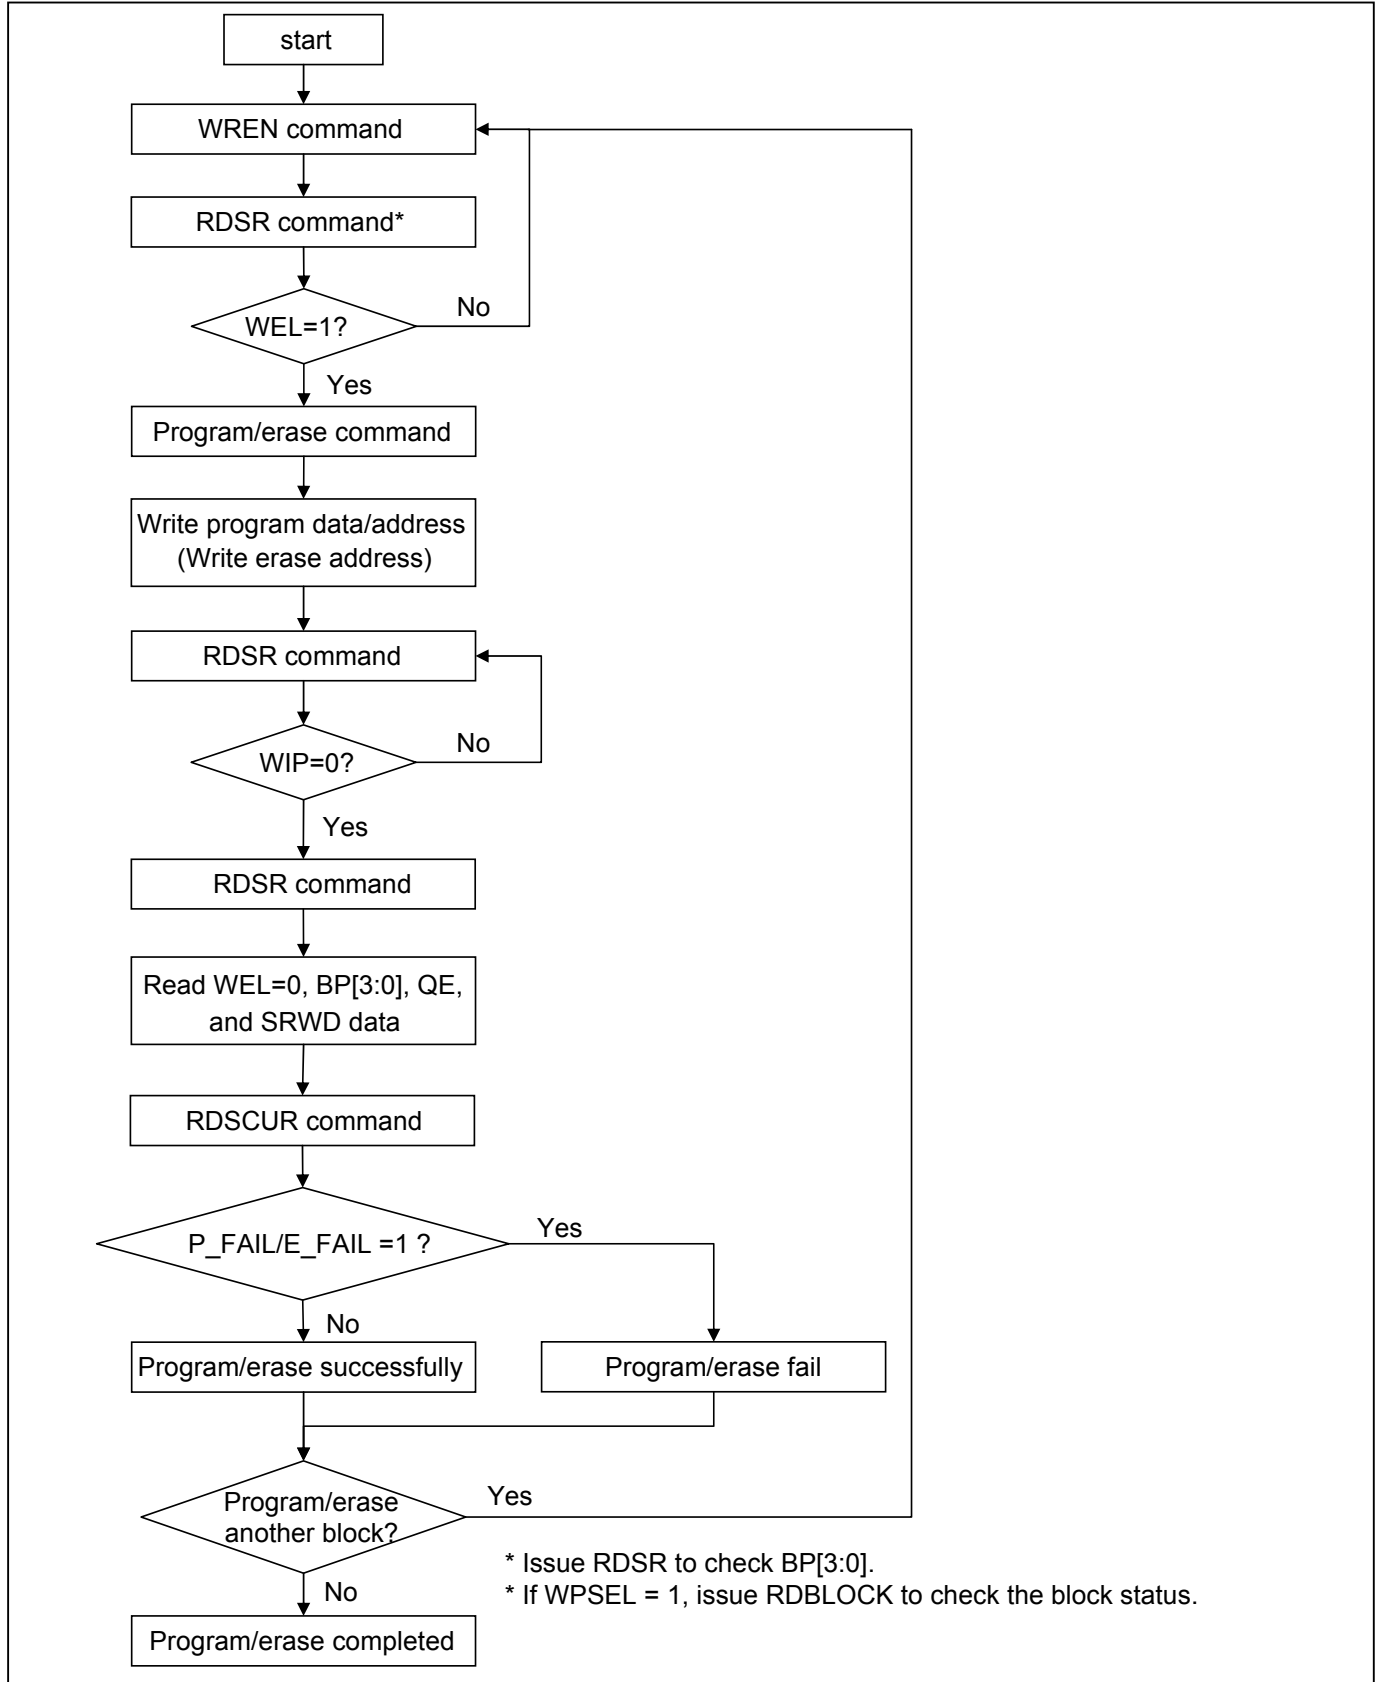 start
WREN command
RDSR command*
WEL=1?
No
Yes
Program/erase command
Write program data/address
(Write erase address)
RDSR command
WIP=0?
No
Yes
RDSR command
Read WEL=0, BP[3:0], QE,
and SRWD data
RDSCUR command
P_FAIL/E_FAIL =1 ?
Yes
No
Program/erase successfully
Program/erase fail
Program/erase
another block?
Yes
No
* Issue RDSR to check BP[3:0].
* If WPSEL = 1, issue RDBLOCK to check the block status.
Program/erase completed